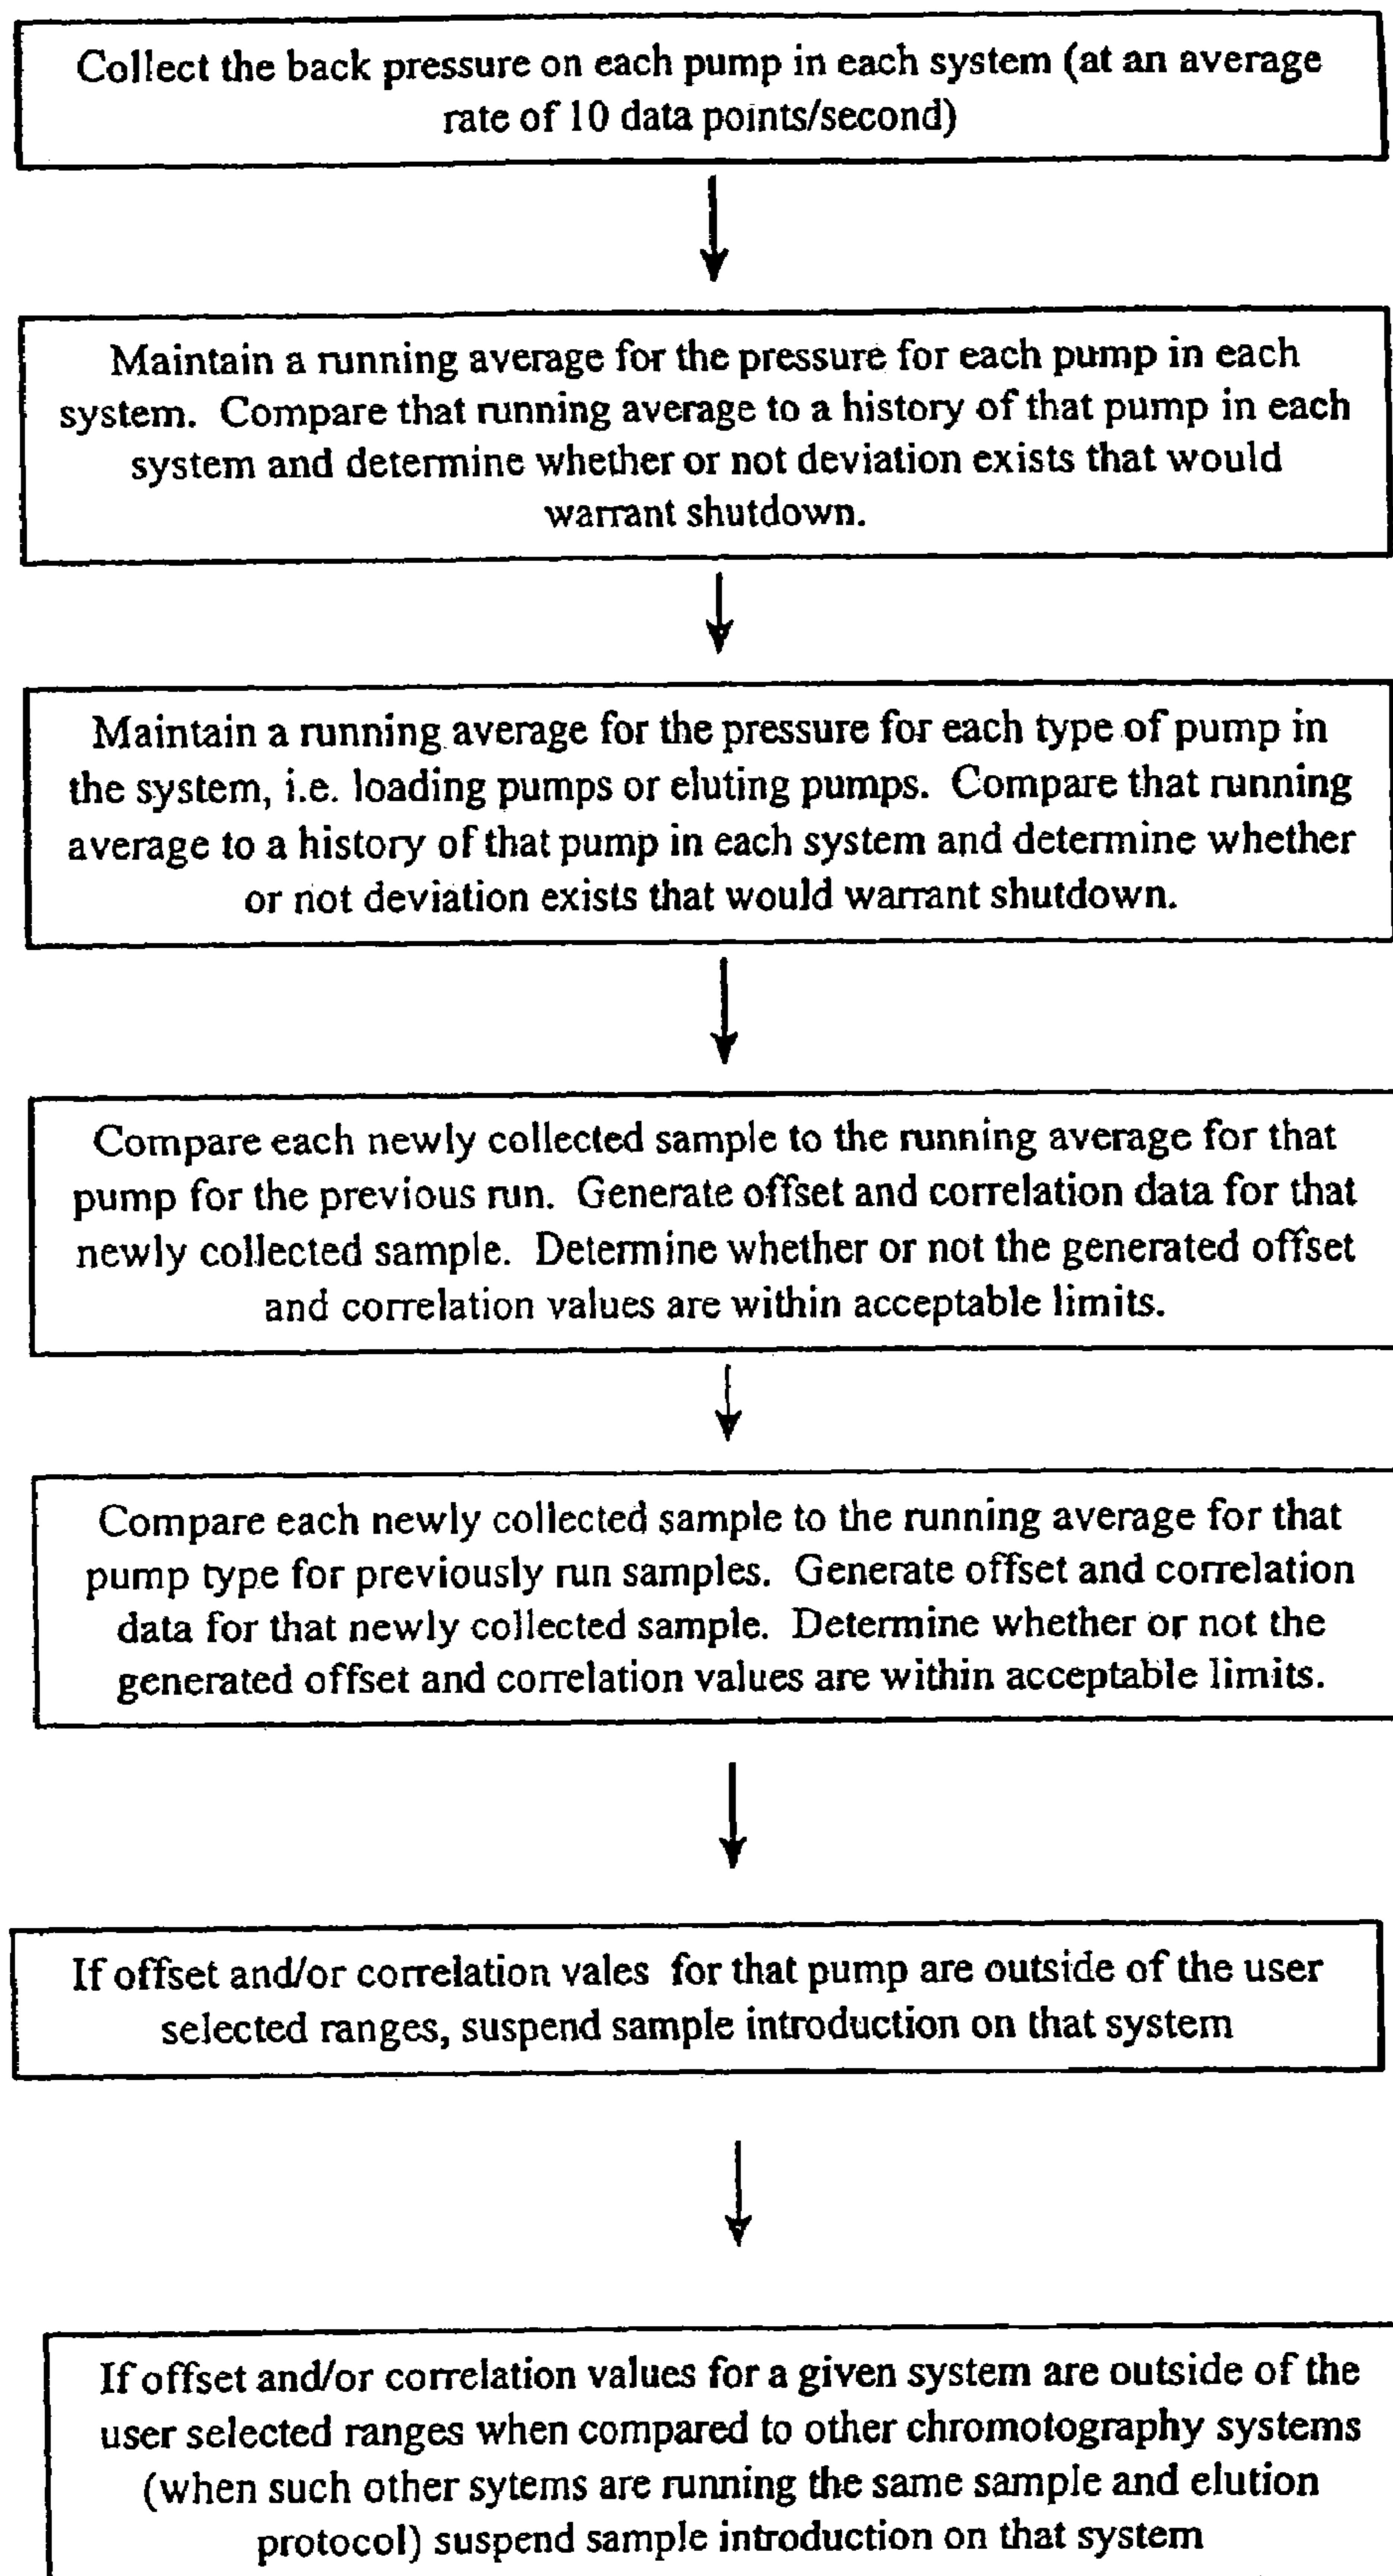 Collect the back pressure on each pump in each system (at an average
rate of 10 data points/second)
Maintain a running average for the pressure for each pump in each
system. Compare that running average to a history of that pump in each
system and determine whether or not deviation exists that would
warrant shutdown.
Maintain a running average for the pressure for each type of pump in
the system, i.e. loading pumps or eluting pumps. Compare that running
average to a history of that pump in each system and determine whether
or not deviation exists that would warrant shutdown.
Compare each newly collected sample to the running average for that
pump for the previous run. Generate offset and correlation data for that
newly collected sample. Determine whether or not the generated offset
and correlation values are within acceptable limits.
Compare each newly collected sample to the running average for that
pump type for previously run samples. Generate offset and correlation
data for that newly collected sample. Determine whether or not the
generated offset and correlation values are within acceptable limits.
If offset and/or correlation vales for that pump are outside of the user
selected ranges, suspend sample introduction on that system
If offset and/or correlation values for a given system are outside of the
user selected ranges when compared to other chromotography systems
(when such other sytems are running the same sample and elution
protocol) suspend sample introduction on that system